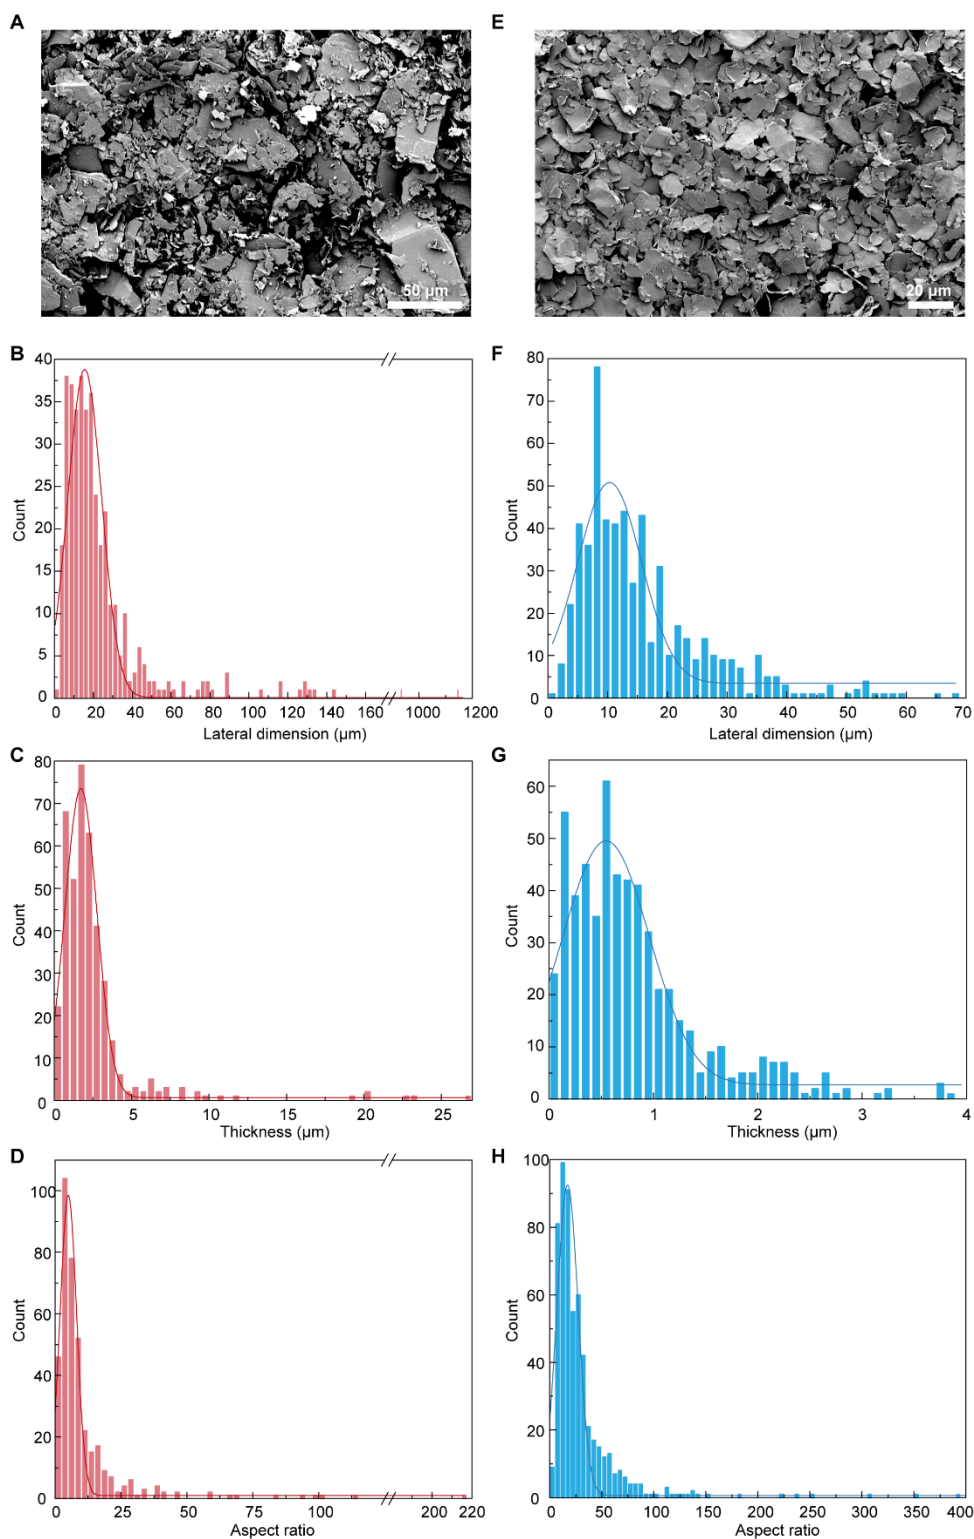 A
E
50 µm
20 µm
B
40
35
30
25
20
15
10
5
0
Count
0 20 40 60 80 100 120 140 160 1000 1200
Lateral dimension (µm)
F
80
70
60
50
40
30
20
10
0
Count
0 10 20 30 40 50 60 70
Lateral dimension (µm)
C
80
70
60
50
40
30
20
10
0
Count
0 5 10 15 20 25
Thickness (µm)
G
60
50
40
30
20
10
0
Count
0 1 2 3 4
Thickness (µm)
D
100
80
60
40
20
0
Count
0 25 50 75 100 200 220
Aspect ratio
H
100
80
60
40
20
0
Count
0 50 100 150 200 250 300 350 400
Aspect ratio